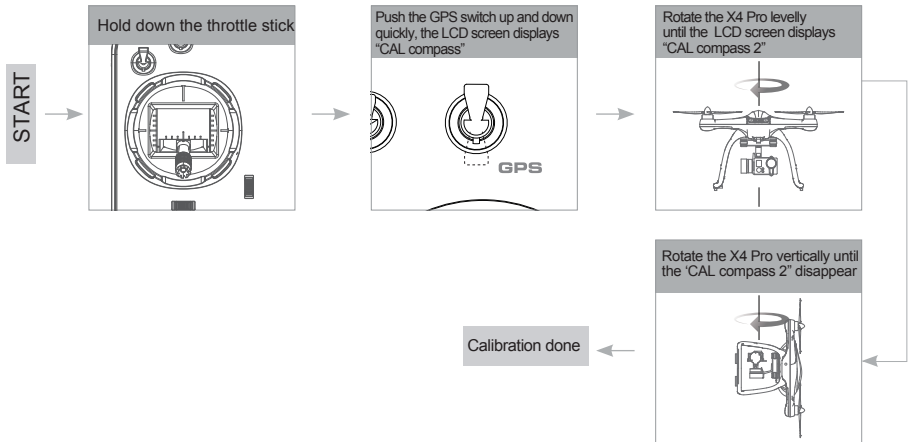 START
Hold down the throttle stick
Push the GPS switch up and down
quickly, the LCD screen displays
“CAL compass”
GPS
Rotate the X4 Pro levelly
until the LCD screen displays
“CAL compass 2”
Rotate the X4 Pro vertically until
the ‘CAL compass 2” disappear
Calibration done